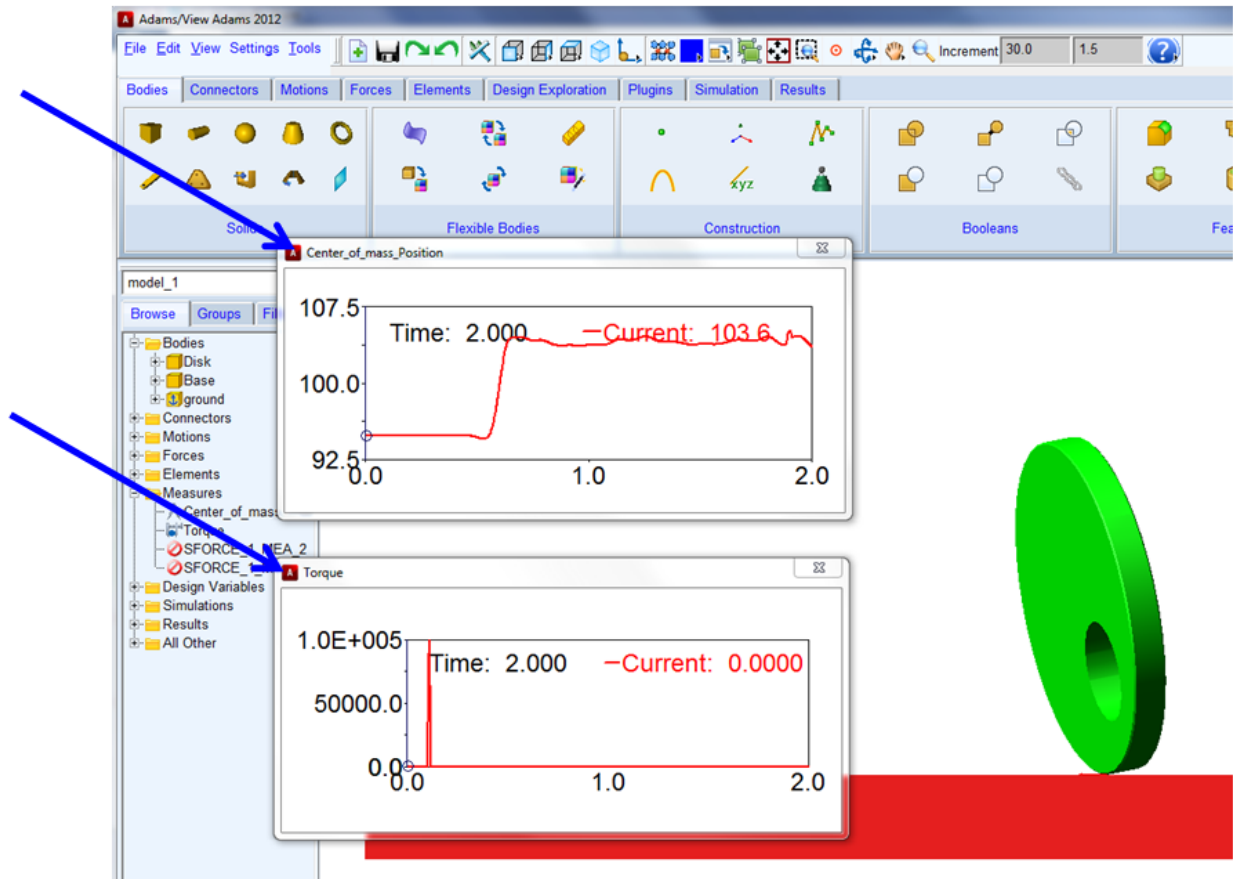 Adams/View Adams 2012
File Edit View Settings Tools
Increment 30.0 1.5
Bodies Connectors Motions Forces Elements Design Exploration Plugins Simulation Results
xyz
Flexible Bodies Construction Booleans
Center_of_mass_Position
model_1
Browse Groups
Bodies
Disk
Base
ground
Connectors
Motions
Forces
Elements
Measures
Center_of_mass
Torque
SFORCE_1_MEA_2
SFORCE_1
Design Variables
Simulations
Results
All Other
107.5
Time: 2.000 Current: 103.6
100.0
92.5
0.0 1.0 2.0
Torque
1.0E+005
Time: 2.000 Current: 0.0000
50000.0
0.0
0.0 1.0 2.0